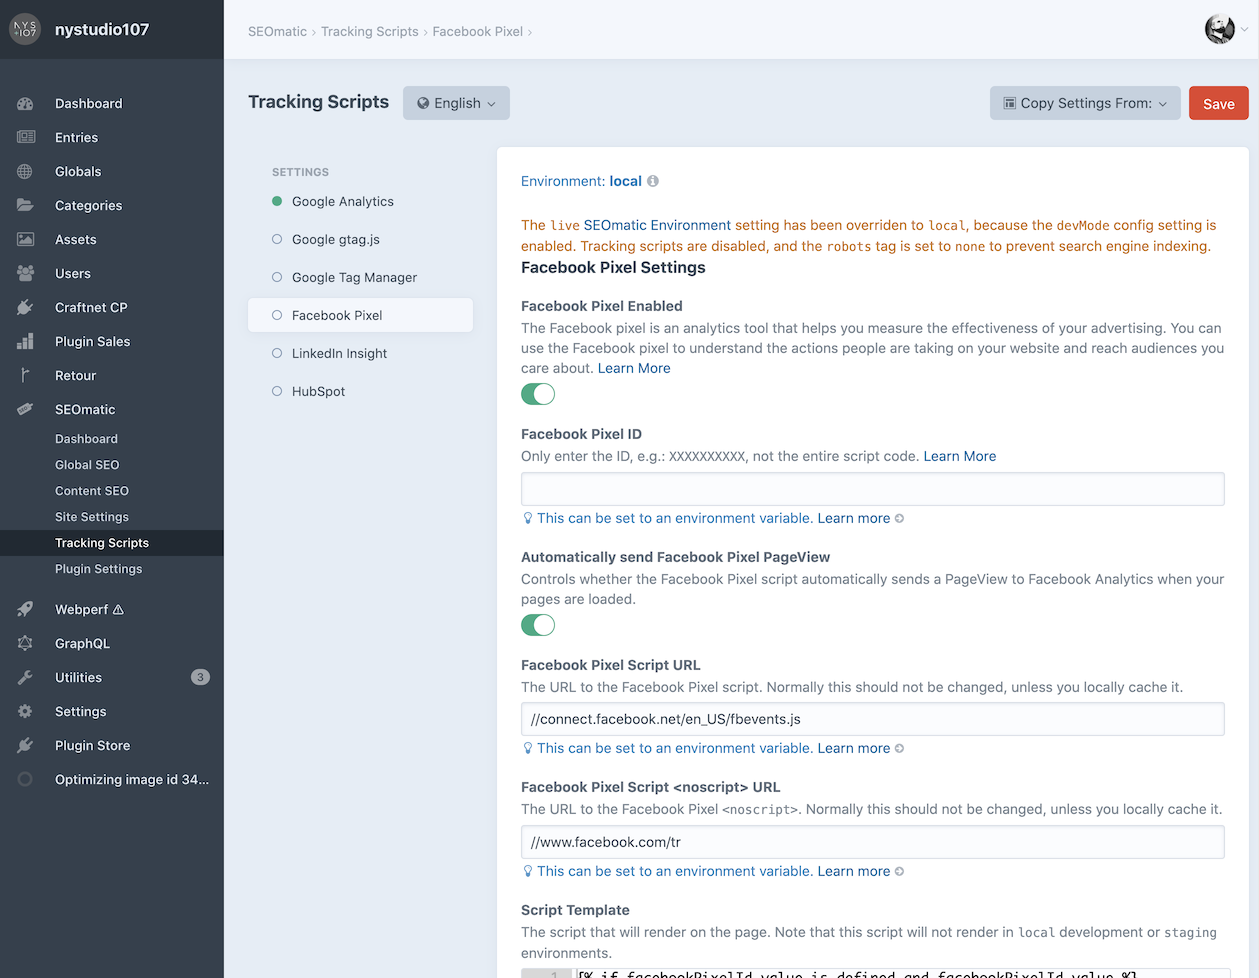 NYS
+107
nystudio107
SEOmatic › Tracking Scripts › Facebook Pixel ›
Dashboard
Entries
Globals
Categories
Assets
Users
Craftnet CP
Plugin Sales
Retour
SEOmatic
Dashboard
Global SEO
Content SEO
Site Settings
Tracking Scripts
Plugin Settings
Webperf ⚠
GraphQL
Utilities 3
Settings
Plugin Store
Optimizing image id 34...
Tracking Scripts
English
Copy Settings From:
Save
SETTINGS
Google Analytics
Google gtag.js
Google Tag Manager
Facebook Pixel
LinkedIn Insight
HubSpot
Environment: local
The live SEOmatic Environment setting has been overriden to local, because the devMode config setting is
enabled. Tracking scripts are disabled, and the robots tag is set to none to prevent search engine indexing.
Facebook Pixel Settings
Facebook Pixel Enabled
The Facebook pixel is an analytics tool that helps you measure the effectiveness of your advertising. You can
use the Facebook pixel to understand the actions people are taking on your website and reach audiences you
care about. Learn More
Facebook Pixel ID
Only enter the ID, e.g.: XXXXXXXXXX, not the entire script code. Learn More
This can be set to an environment variable. Learn more
Automatically send Facebook Pixel PageView
Controls whether the Facebook Pixel script automatically sends a PageView to Facebook Analytics when your
pages are loaded.
Facebook Pixel Script URL
The URL to the Facebook Pixel script. Normally this should not be changed, unless you locally cache it.
//connect.facebook.net/en_US/fbevents.js
This can be set to an environment variable. Learn more
Facebook Pixel Script <noscript> URL
The URL to the Facebook Pixel <noscript>. Normally this should not be changed, unless you locally cache it.
//www.facebook.com/tr
This can be set to an environment variable. Learn more
Script Template
The script that will render on the page. Note that this script will not render in local development or staging
environments.
1 {% if facebookPixelId.value is defined and facebookPixelId.value %}